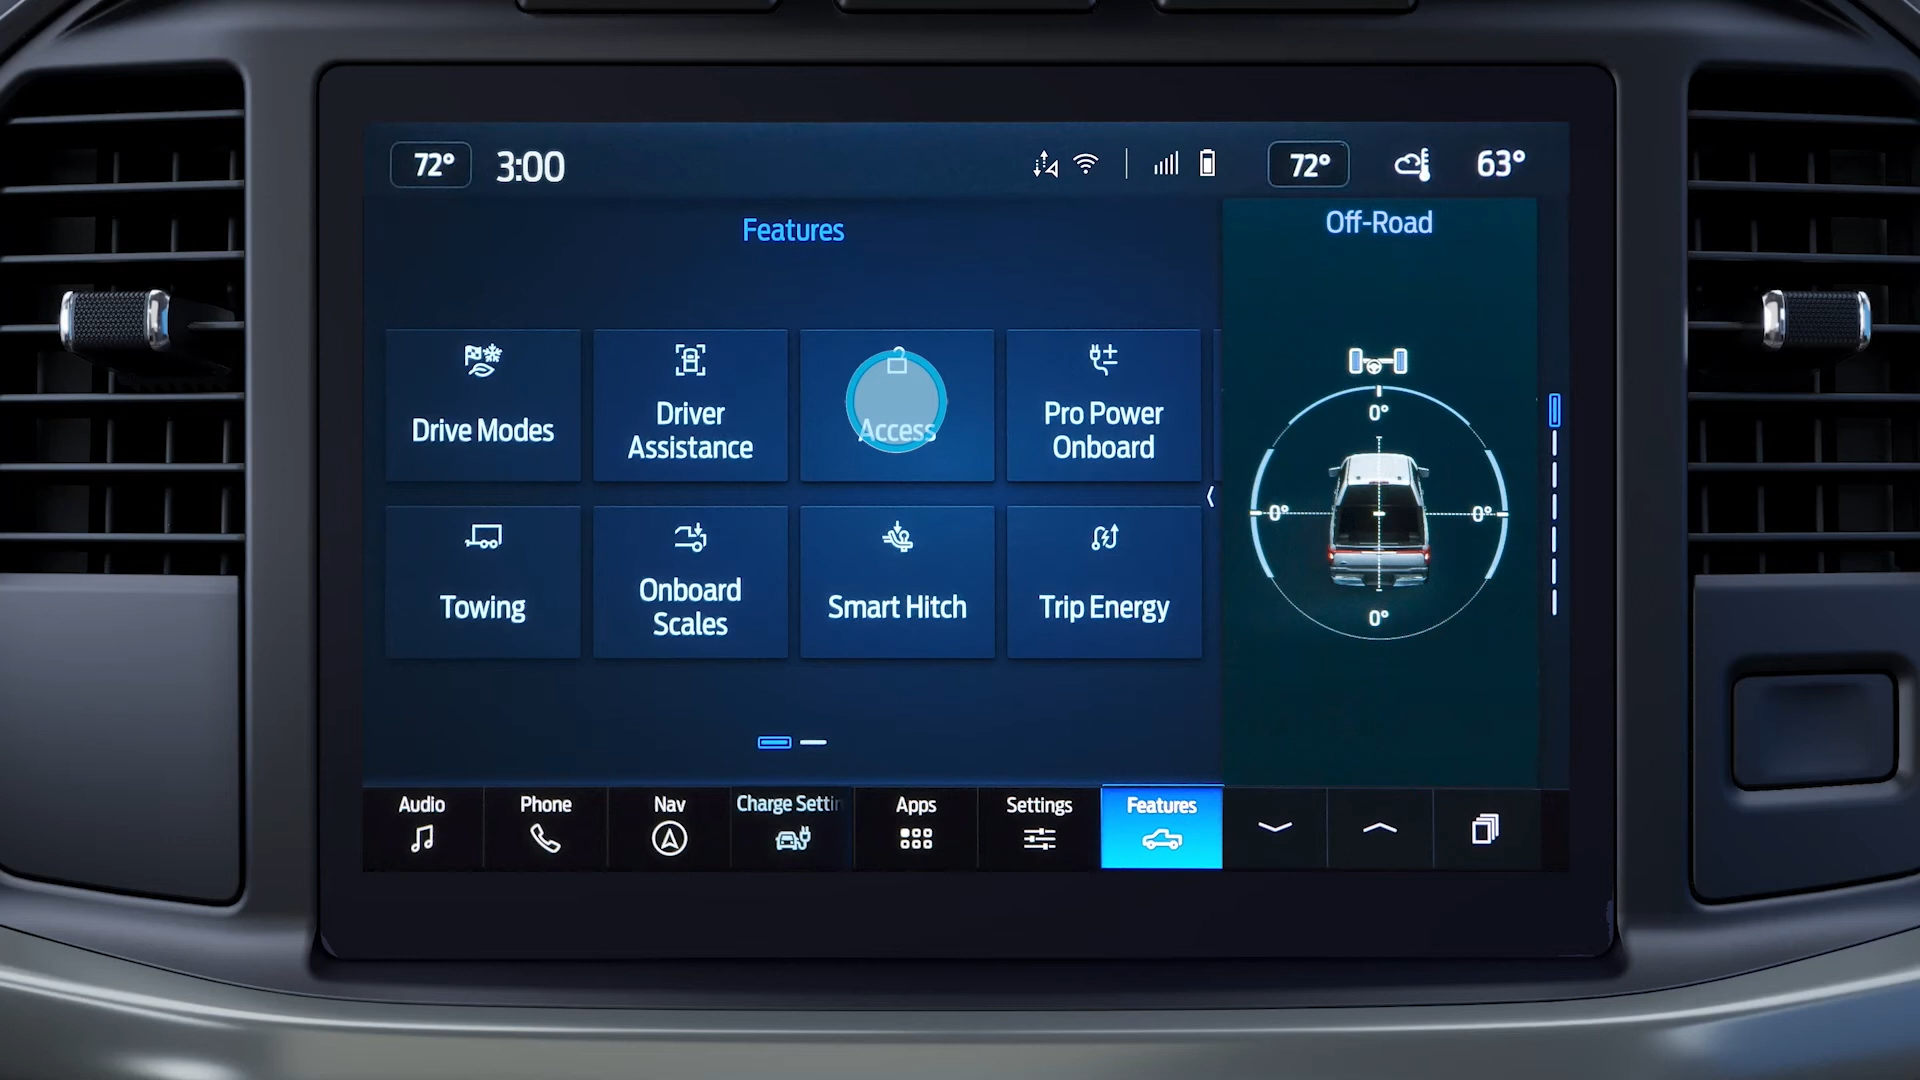 72° 3:00 72° 63°
Features
Off-Road
Drive Modes
Driver
Assistance
Access
Pro Power
Onboard
Towing
Onboard
Scales
Smart Hitch
Trip Energy
0°
0° 0°
0°
Audio
Phone
Nav
Charge Settin
Apps
Settings
Features